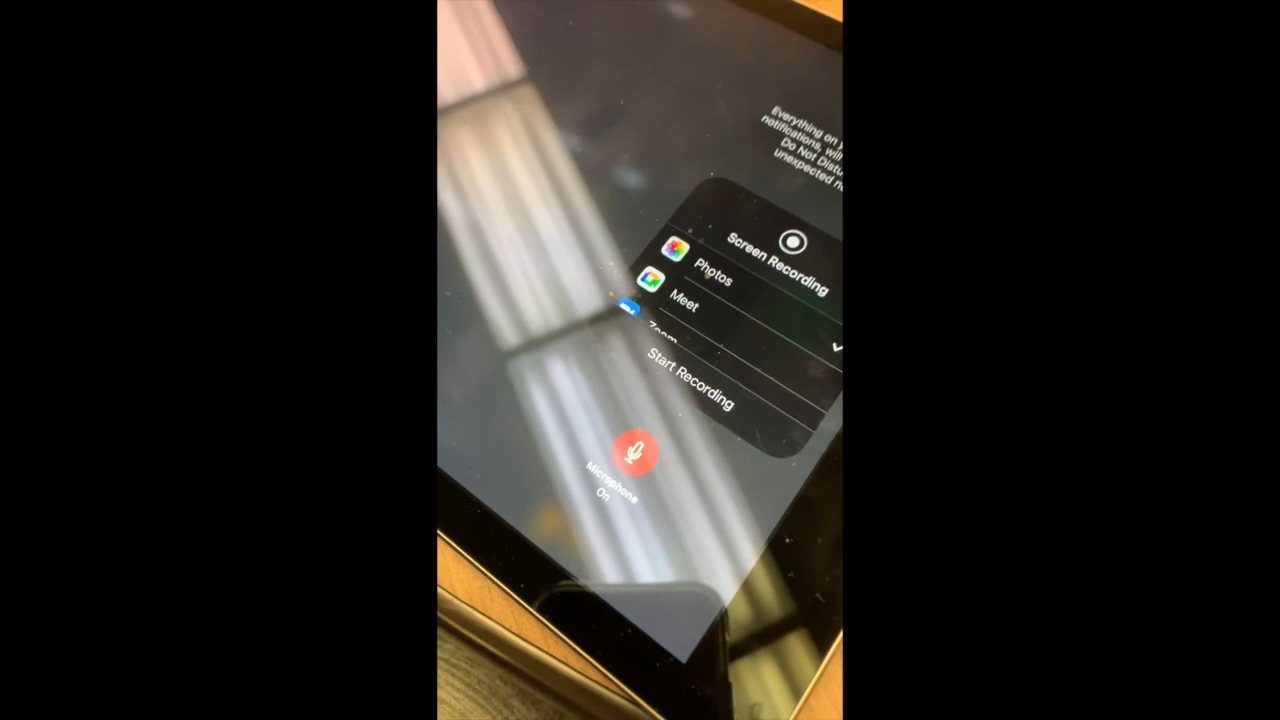 Everything on
notifications, will
Do Not Distu
unexpected
Screen Recording
Photos
Meet
Zoom
Start Recording
Microphone
On